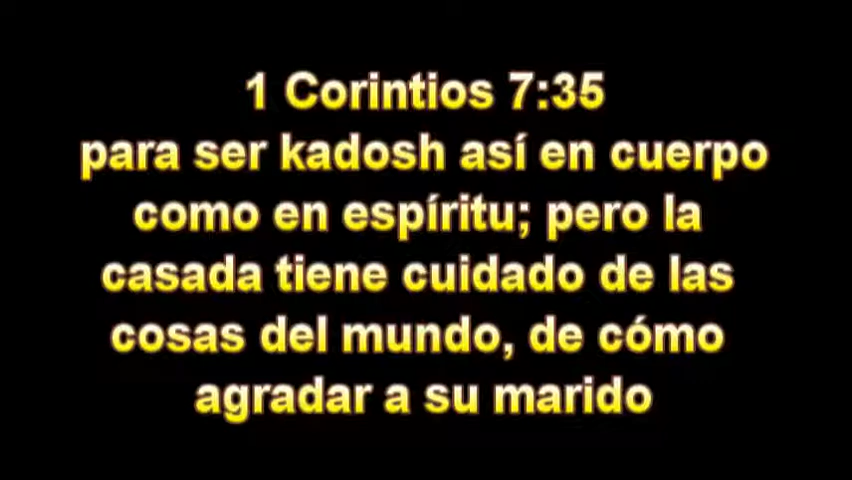 1 Corintios 7:35
para ser kadosh así en cuerpo
como en espíritu; pero la
casada tiene cuidado de las
cosas del mundo, de cómo
agradar a su marido